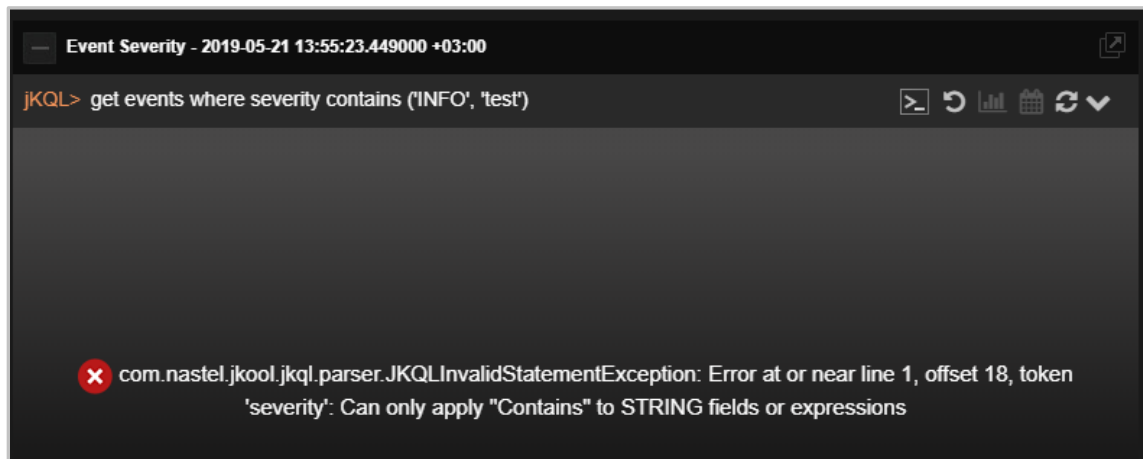 Event Severity - 2019-05-21 13:55:23.449000 +03:00
jKQL> get events where severity contains ('INFO', 'test')
com.nastel.jkool.jkql.parser.JKQLInvalidStatementException: Error at or near line 1, offset 18, token
'severity': Can only apply "Contains" to STRING fields or expressions